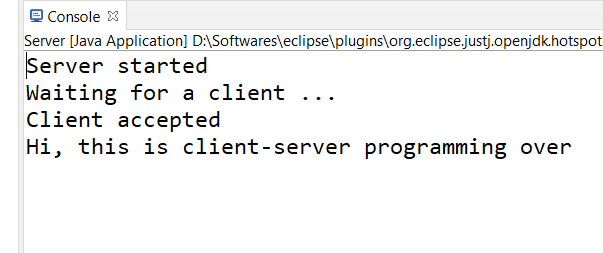 Console
Server [Java Application] D:\Softwares\eclipse\plugins\org.eclipse.justj.openjdk.hotspot
Server started
Waiting for a client ...
Client accepted
Hi, this is client-server programming over